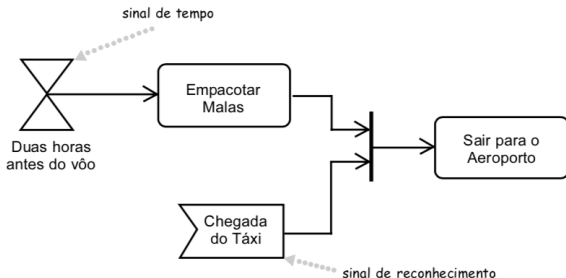 sinal de tempo
Empacotar
Malas
Duas horas
antes do vôo
Sair para o
Aeroporto
Chegada
do Táxi
sinal de reconhecimento